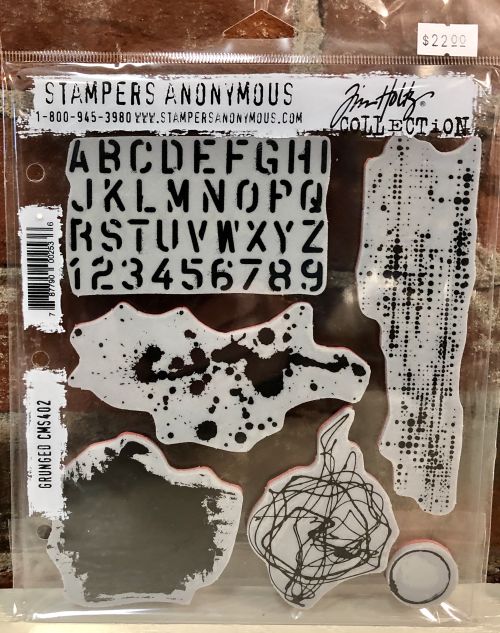 $22.00
STAMPERS ANONYMOUS
1-800-945-3980 WWW.STAMPERSANONYMOUS.COM
Tim Holtz®
COLLECTiON
ABCDEFGHI
JKLMNOPQ
RSTUVWXYZ
123456789
GRUNGED CMS402